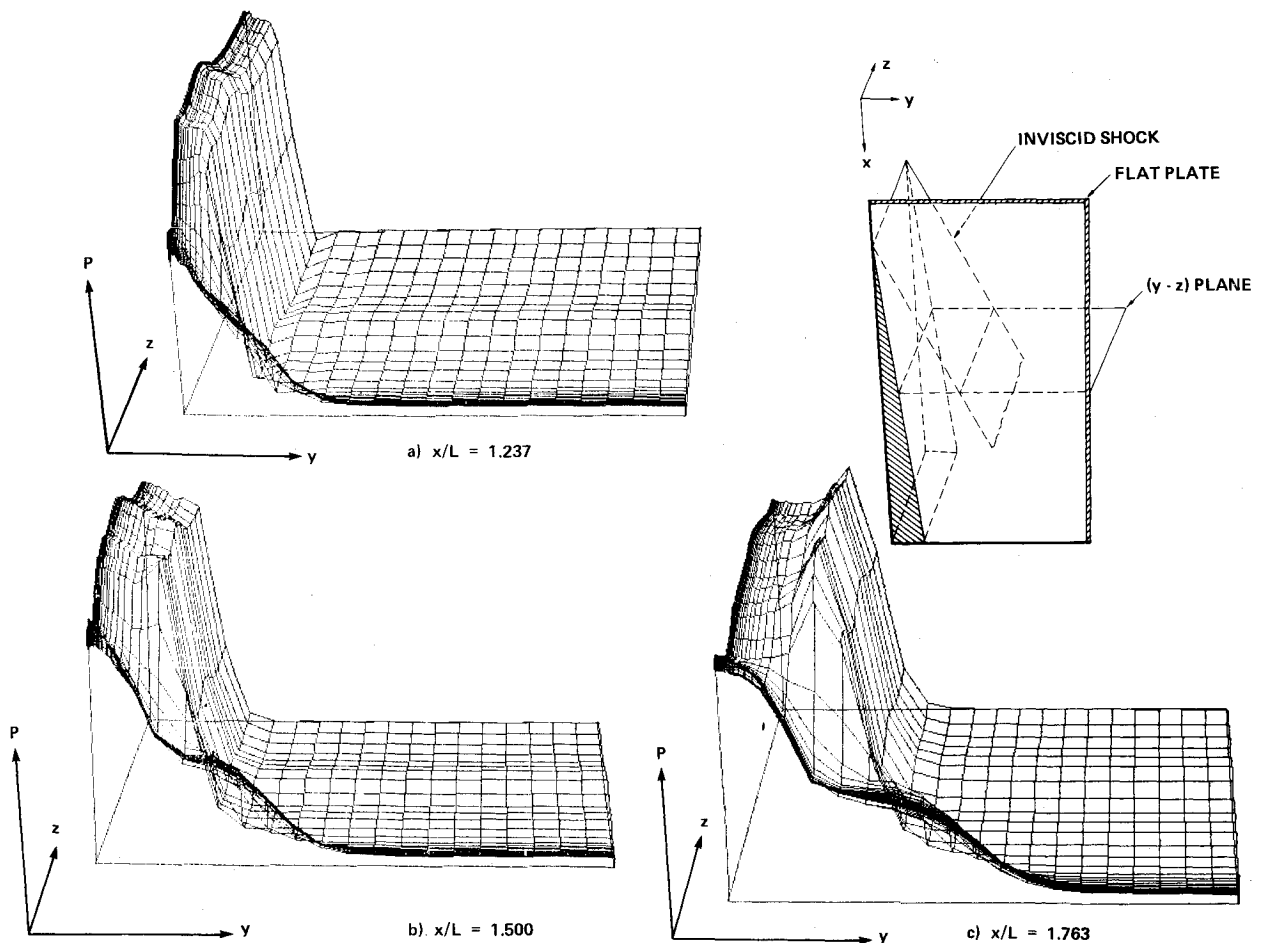 P
z
y
a) x/L = 1.237
z
y
x
INVISCID SHOCK
FLAT PLATE
(y - z) PLANE
P
z
y
b). x/L = 1.500
P
z
y
c) x/L = 1.763